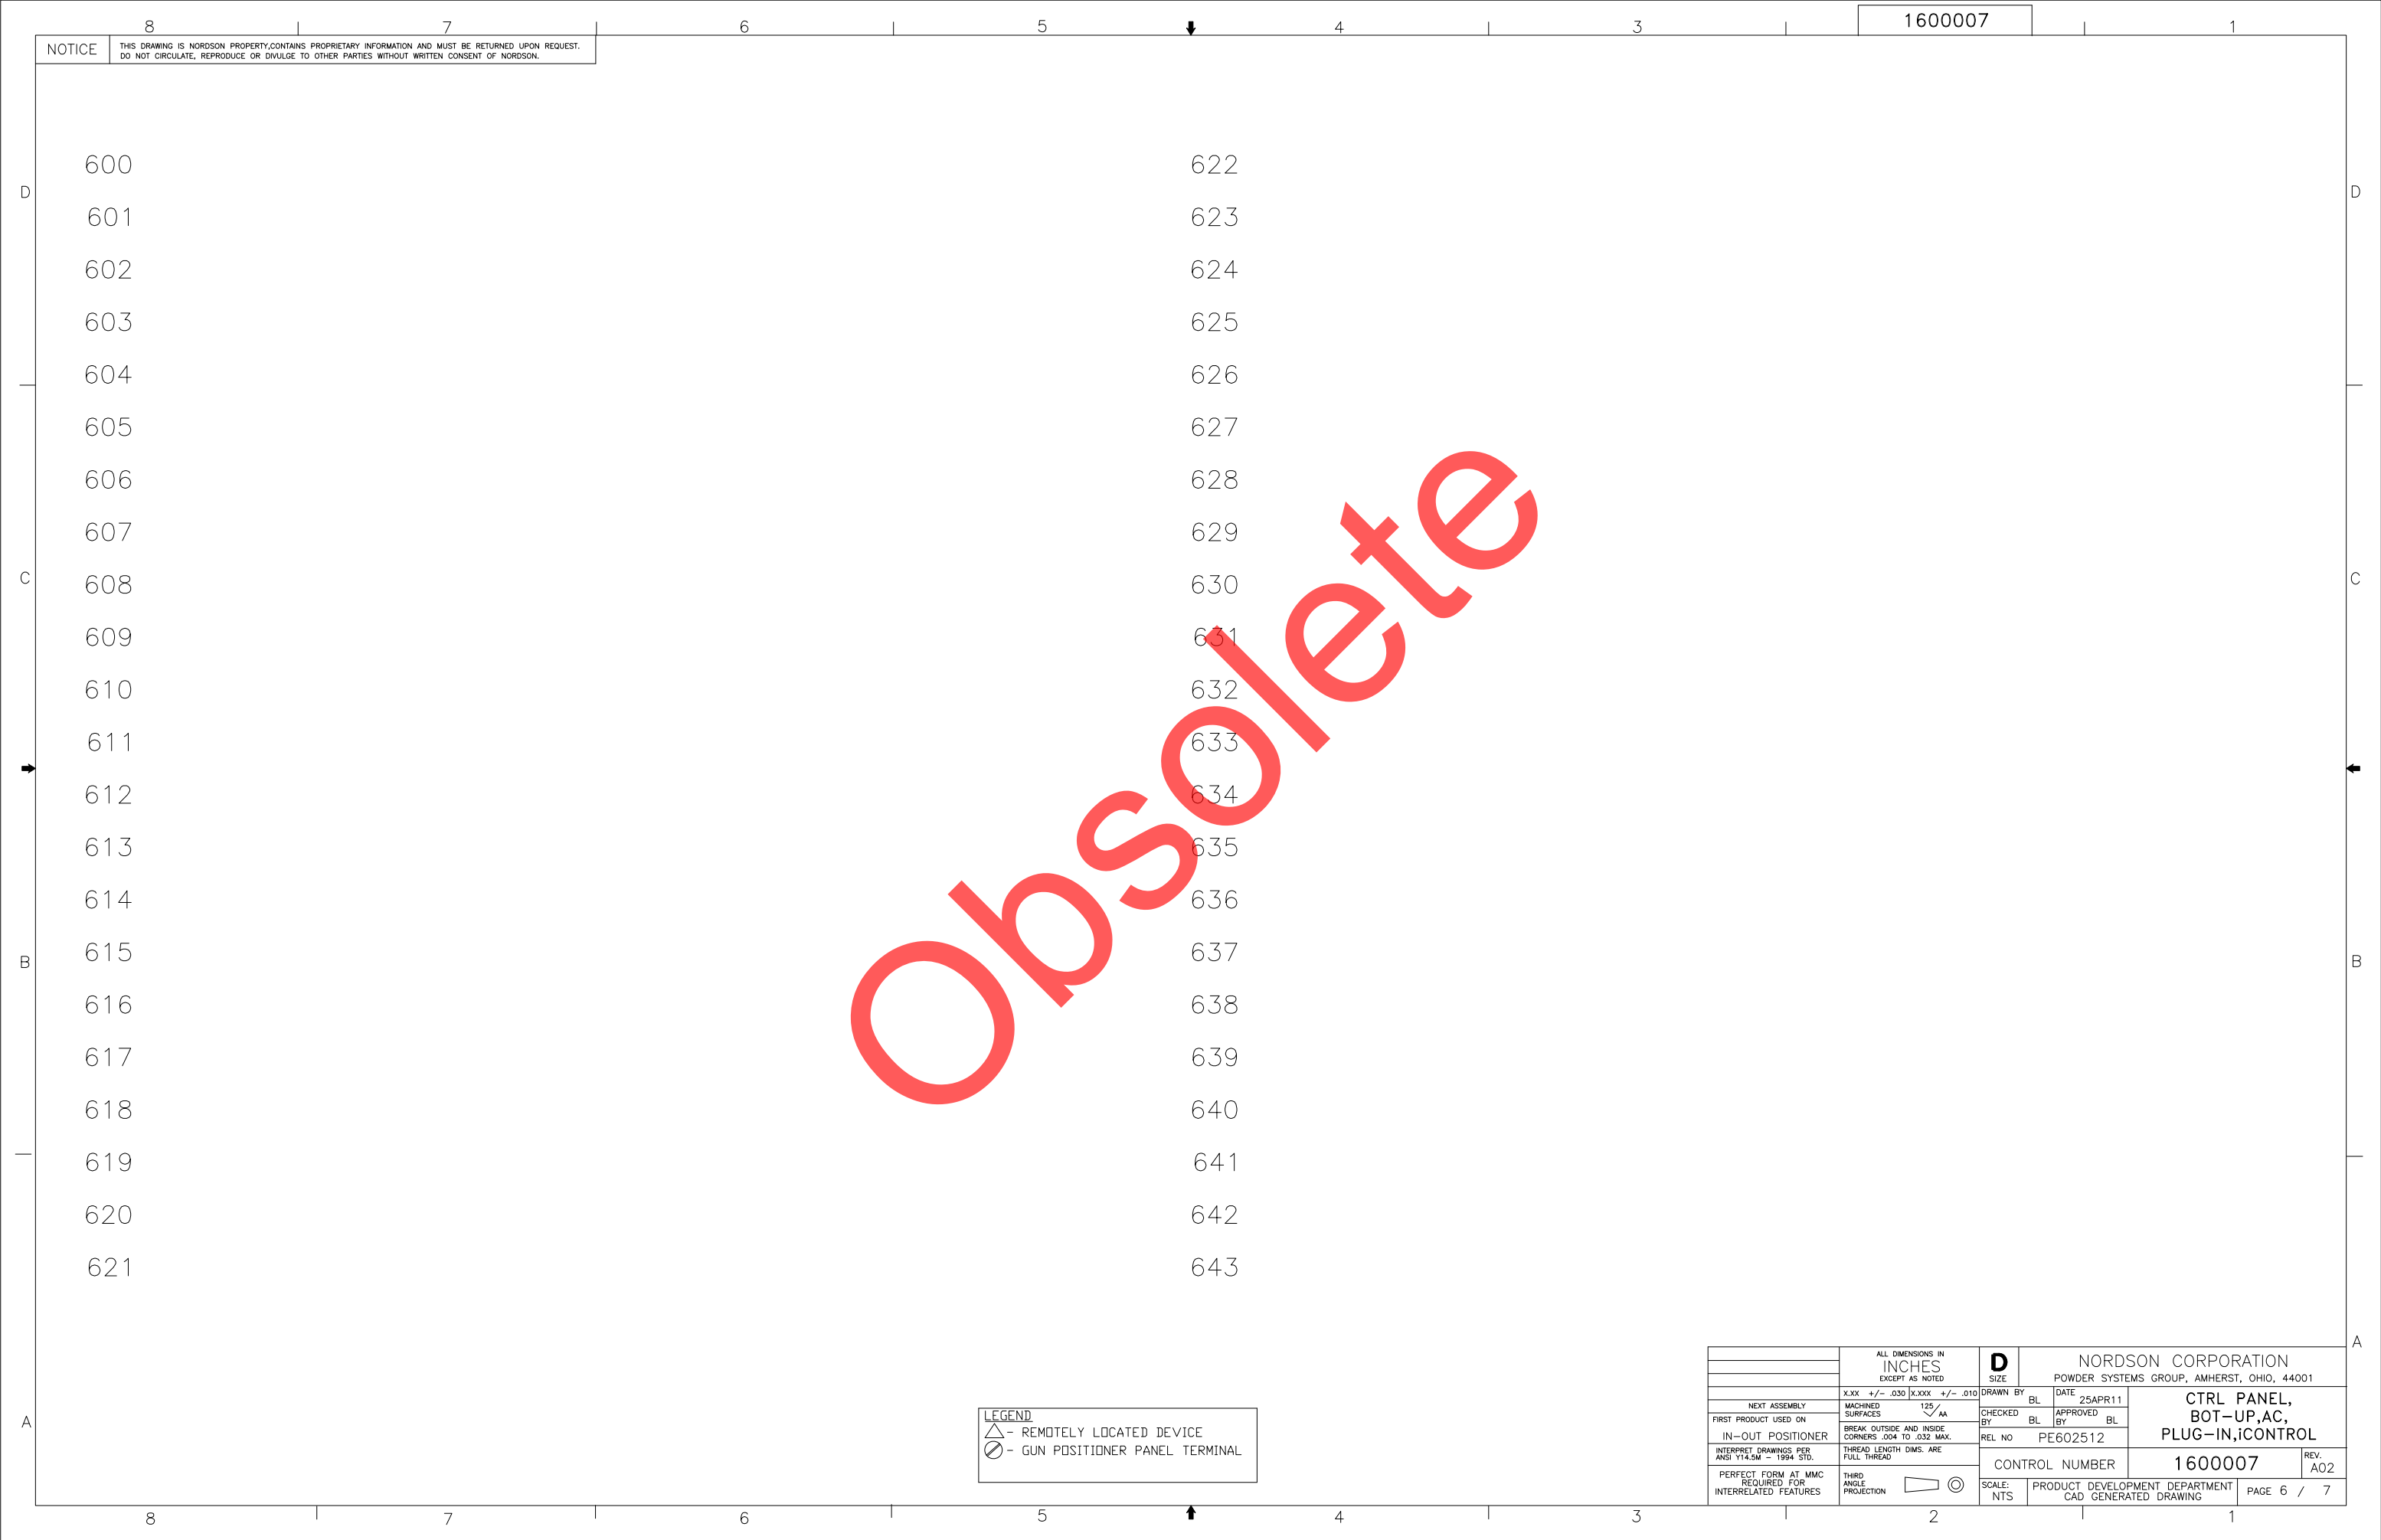 8 7 6 5 4 3 1600007 1
NOTICE
THIS DRAWING IS NORDSON PROPERTY,CONTAINS PROPRIETARY INFORMATION AND MUST BE RETURNED UPON REQUEST.
DO NOT CIRCULATE, REPRODUCE OR DIVULGE TO OTHER PARTIES WITHOUT WRITTEN CONSENT OF NORDSON.
D
C
B
A
600
601
602
603
604
605
606
607
608
609
610
611
612
613
614
615
616
617
618
619
620
621
622
623
624
625
626
627
628
629
630
631
632
633
634
635
636
637
638
639
640
641
642
643
Obsolete
D
C
B
A
LEGEND
- REMOTELY LOCATED DEVICE
- GUN POSITIONER PANEL TERMINAL
NEXT ASSEMBLY
FIRST PRODUCT USED ON
IN-OUT POSITIONER
INTERPRET DRAWINGS PER
ANSI Y14.5M - 1994 STD.
PERFECT FORM AT MMC
REQUIRED FOR
INTERRELATED FEATURES
ALL DIMENSIONS IN
INCHES
EXCEPT AS NOTED
X.XX +/- .030 X.XXX +/- .010
MACHINED
SURFACES
125/
AA
BREAK OUTSIDE AND INSIDE
CORNERS .004 TO .032 MAX.
THREAD LENGTH DIMS. ARE
FULL THREAD
THIRD
ANGLE
PROJECTION
D
SIZE
NORDSON CORPORATION
POWDER SYSTEMS GROUP, AMHERST, OHIO, 44001
DRAWN BY BL
DATE 25APR11
CHECKED
BY BL
APPROVED
BY BL
REL NO PE602512
CTRL PANEL,
BOT-UP,AC,
PLUG-IN,iCONTROL
CONTROL NUMBER
1600007
REV.
A02
SCALE:
NTS
PRODUCT DEVELOPMENT DEPARTMENT
CAD GENERATED DRAWING
PAGE 6 / 7
8 7 6 5 4 3 2 1